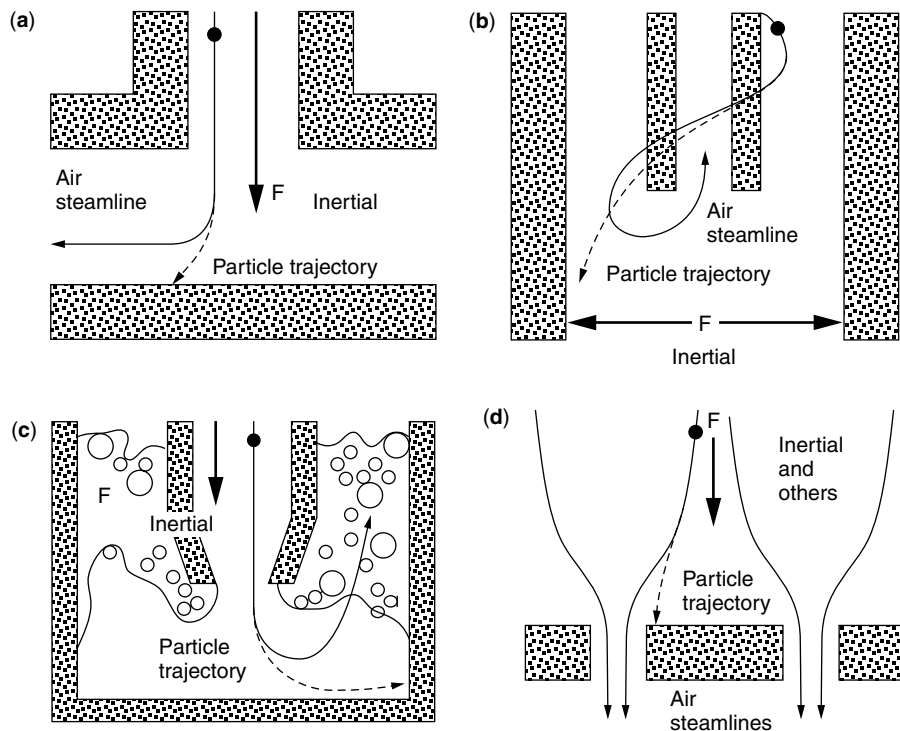 (a)
Air
steamline
F
Inertial
Particle trajectory
(b)
Air
steamline
Particle trajectory
F
Inertial
(c)
F
Inertial
Particle
trajectory
(d)
F
Inertial
and
others
Particle
trajectory
Air
steamlines